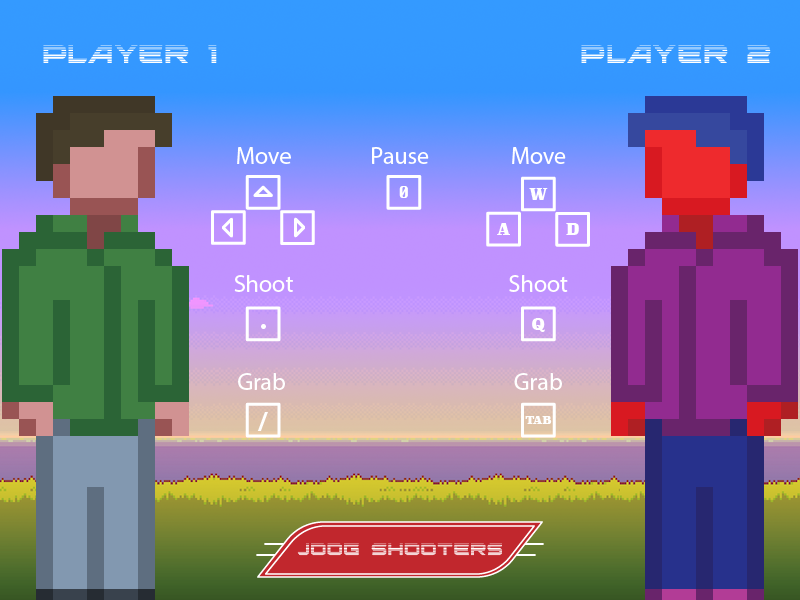 PLAYER 1
PLAYER 2
Move
Pause
Move
0
W
A
D
Shoot
Shoot
.
Q
Grab
Grab
/
TAB
JOOG SHOOTERS